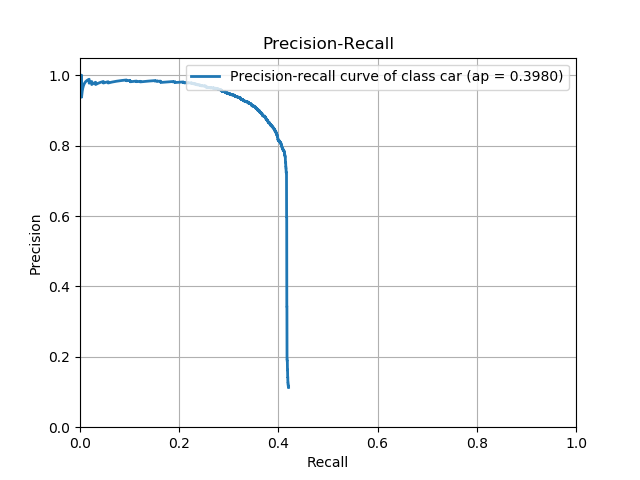 Precision-Recall
Precision-recall curve of class car (ap = 0.3980)
1.0
0.8
0.6
0.4
0.2
0.0
Precision
0.0 0.2 0.4 0.6 0.8 1.0
Recall